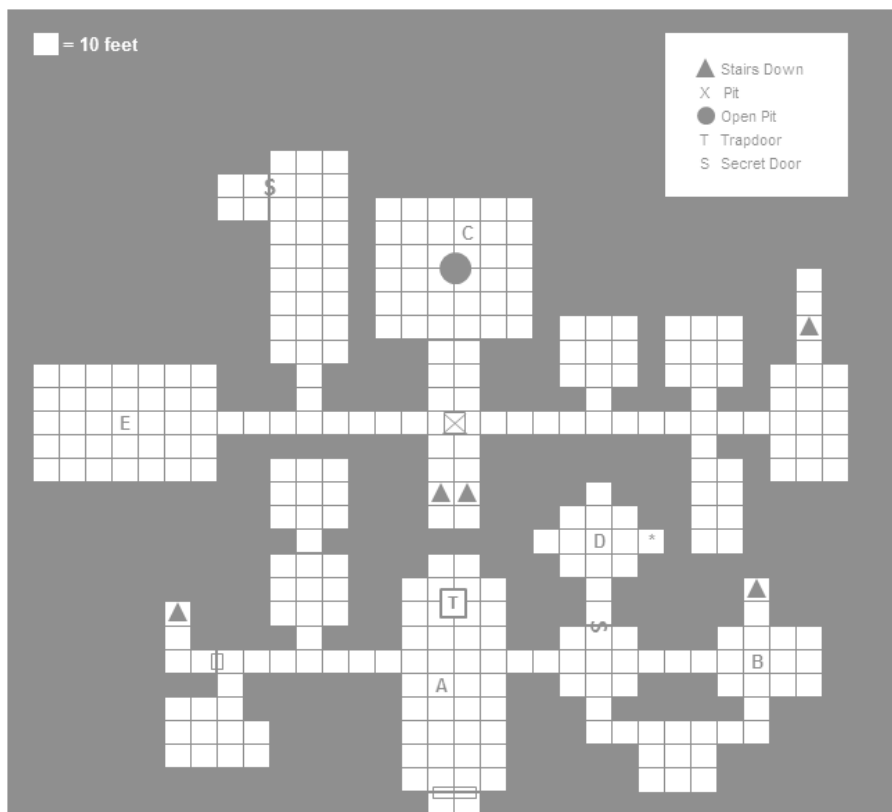 = 10 feet
Stairs Down
X Pit
Open Pit
T Trapdoor
S Secret Door
S
C
E
D *
T
S
B
A